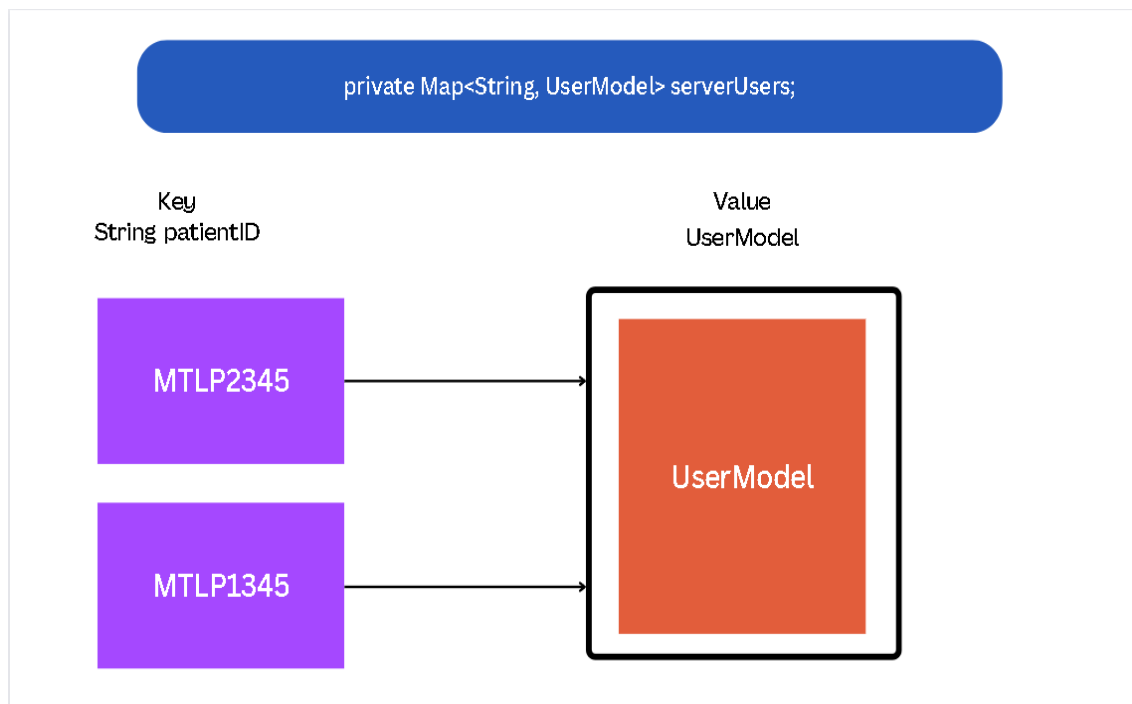 private Map<String, UserModel> serverUsers;
Key
String patientID
Value
UserModel
MTLP2345
MTLP1345
UserModel